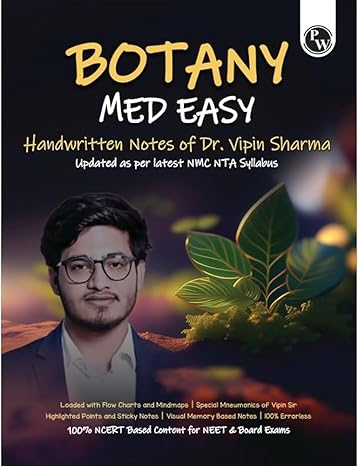 PW
BOTANY
MED EASY
Handwritten Notes of Dr. Vipin Sharma
Updated as per latest NMC NTA Syllabus
Loaded with Flow Charts and Mindmaps | Special Mneumonics of Vipin Sir
Highlighted Points and Sticky Notes | Visual Memory Based Notes | 100% Errorless
100% NCERT Based Content for NEET & Board Exams